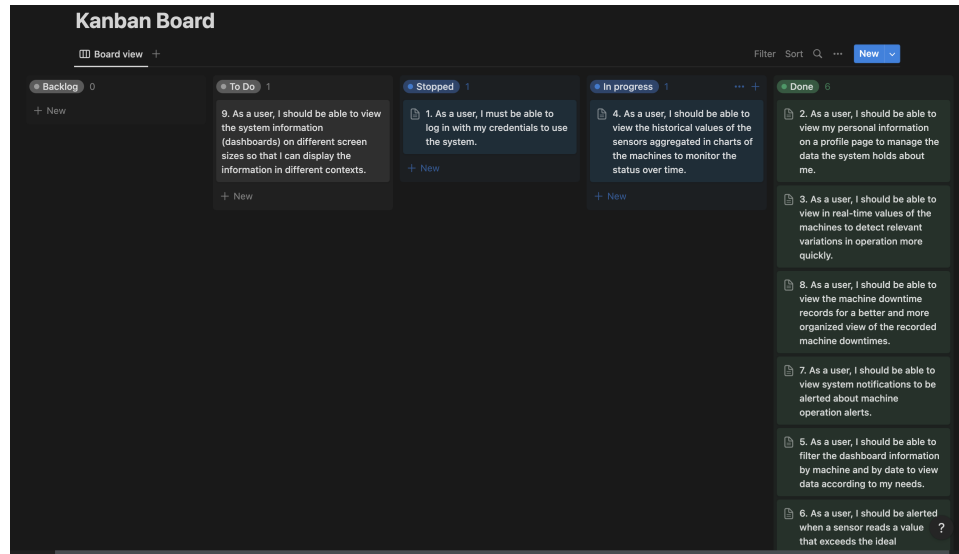 Kanban Board
Board view +
Filter Sort ... New
Backlog 0
+ New
To Do 1
9. As a user, I should be able to view
the system information
(dashboards) on different screen
sizes so that I can display the
information in different contexts.
+ New
Stopped 1
1. As a user, I must be able to
log in with my credentials to use
the system.
+ New
In progress 1 ... +
4. As a user, I should be able to
view the historical values of the
sensors aggregated in charts of
the machines to monitor the
status over time.
+ New
Done 6
2. As a user, I should be able to
view my personal information
on a profile page to manage the
data the system holds about
me.
3. As a user, I should be able to
view in real-time values of the
machines to detect relevant
variations in operation more
quickly.
8. As a user, I should be able to
view the machine downtime
records for a better and more
organized view of the recorded
machine downtimes.
7. As a user, I should be able to
view system notifications to be
alerted about machine
operation alerts.
5. As a user, I should be able to
filter the dashboard information
by machine and by date to view
data according to my needs.
6. As a user, I should be alerted
when a sensor reads a value
that exceeds the ideal
?